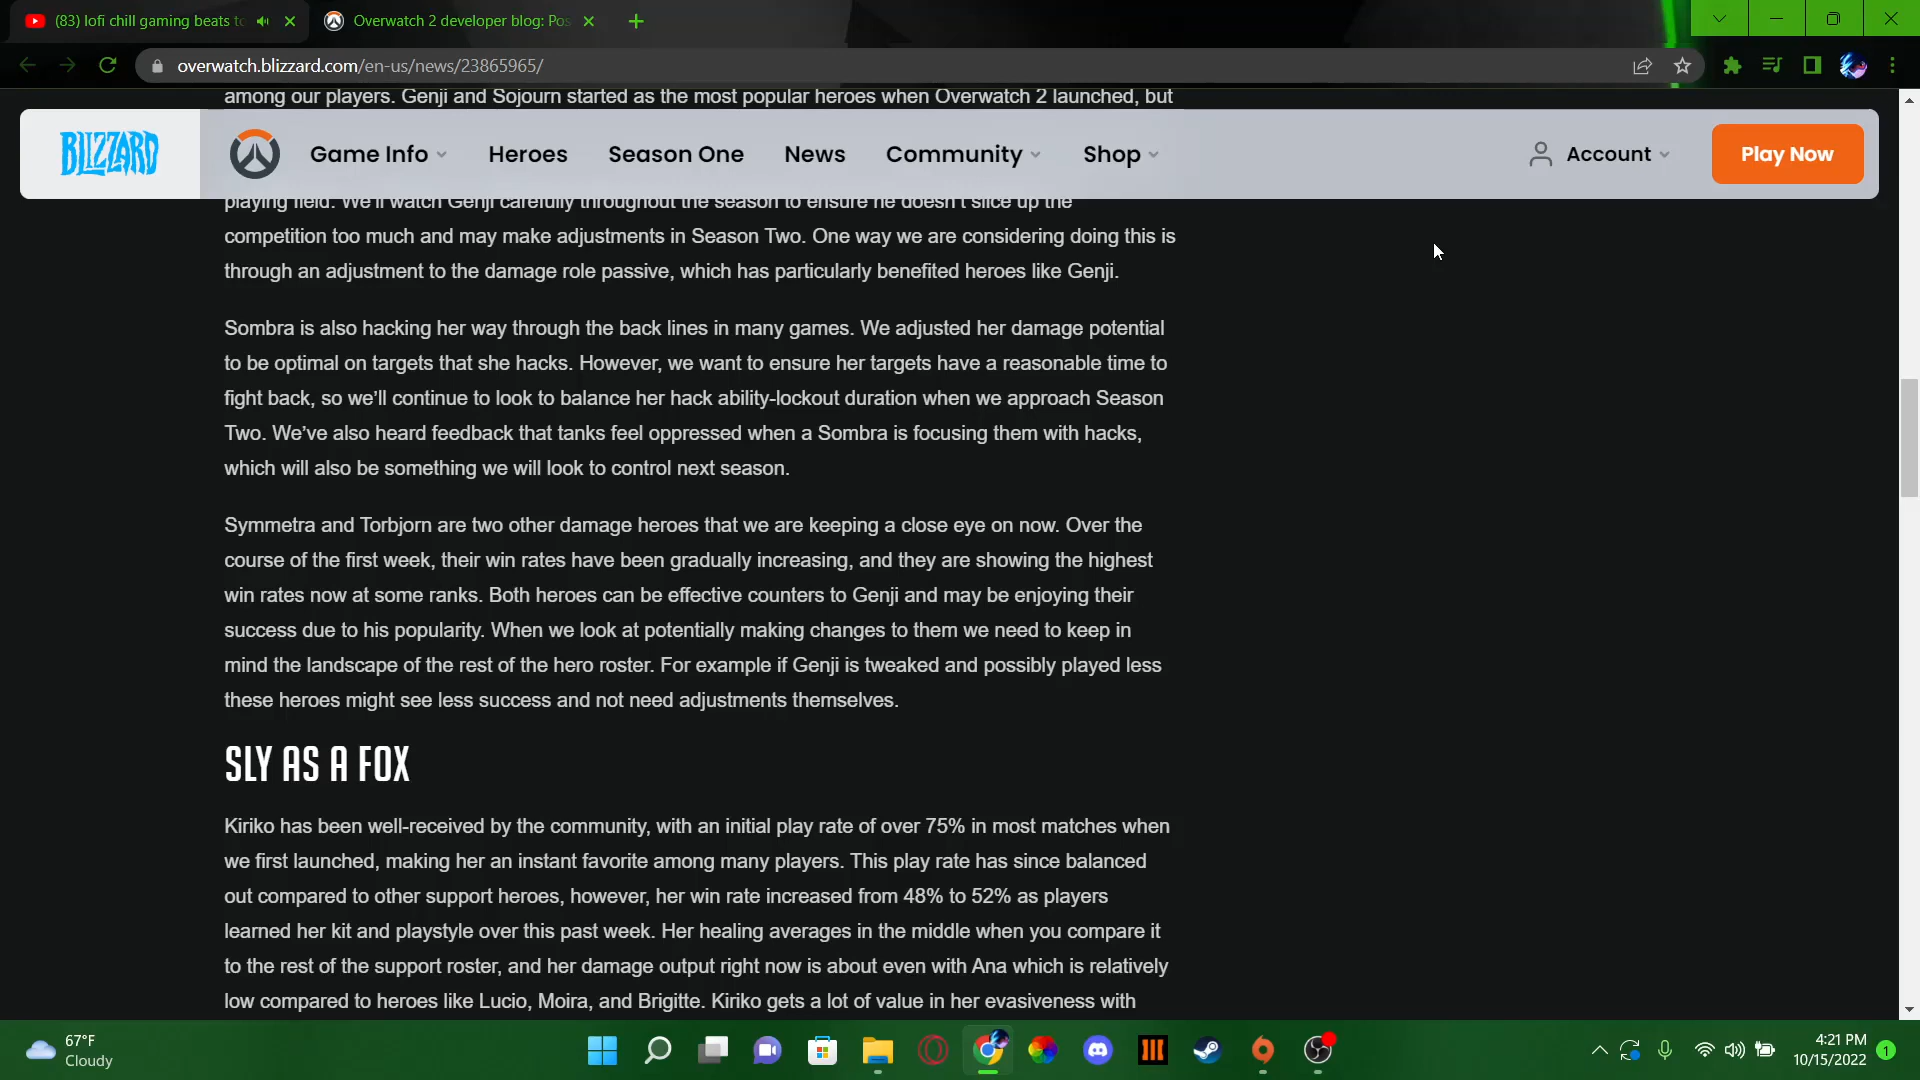 (83) lofi chill gaming beats to
Overwatch 2 developer blog: Pos
overwatch.blizzard.com/en-us/news/23865965/
among our players. Genji and Sojourn started as the most popular heroes when Overwatch 2 launched, but
BLIZZARD
Game Info
Heroes
Season One
News
Community
Shop
Account
Play Now
playing field. We'll watch Genji carefully throughout the season to ensure he doesn't slice up the
competition too much and may make adjustments in Season Two. One way we are considering doing this is
through an adjustment to the damage role passive, which has particularly benefited heroes like Genji.
Sombra is also hacking her way through the back lines in many games. We adjusted her damage potential
to be optimal on targets that she hacks. However, we want to ensure her targets have a reasonable time to
fight back, so we'll continue to look to balance her hack ability-lockout duration when we approach Season
Two. We've also heard feedback that tanks feel oppressed when a Sombra is focusing them with hacks,
which will also be something we will look to control next season.
Symmetra and Torbjorn are two other damage heroes that we are keeping a close eye on now. Over the
course of the first week, their win rates have been gradually increasing, and they are showing the highest
win rates now at some ranks. Both heroes can be effective counters to Genji and may be enjoying their
success due to his popularity. When we look at potentially making changes to them we need to keep in
mind the landscape of the rest of the hero roster. For example if Genji is tweaked and possibly played less
these heroes might see less success and not need adjustments themselves.
SLY AS A FOX
Kiriko has been well-received by the community, with an initial play rate of over 75% in most matches when
we first launched, making her an instant favorite among many players. This play rate has since balanced
out compared to other support heroes, however, her win rate increased from 48% to 52% as players
learned her kit and playstyle over this past week. Her healing averages in the middle when you compare it
to the rest of the support roster, and her damage output right now is about even with Ana which is relatively
low compared to heroes like Lucio, Moira, and Brigitte. Kiriko gets a lot of value in her evasiveness with
67°F
Cloudy
4:21 PM
10/15/2022
1